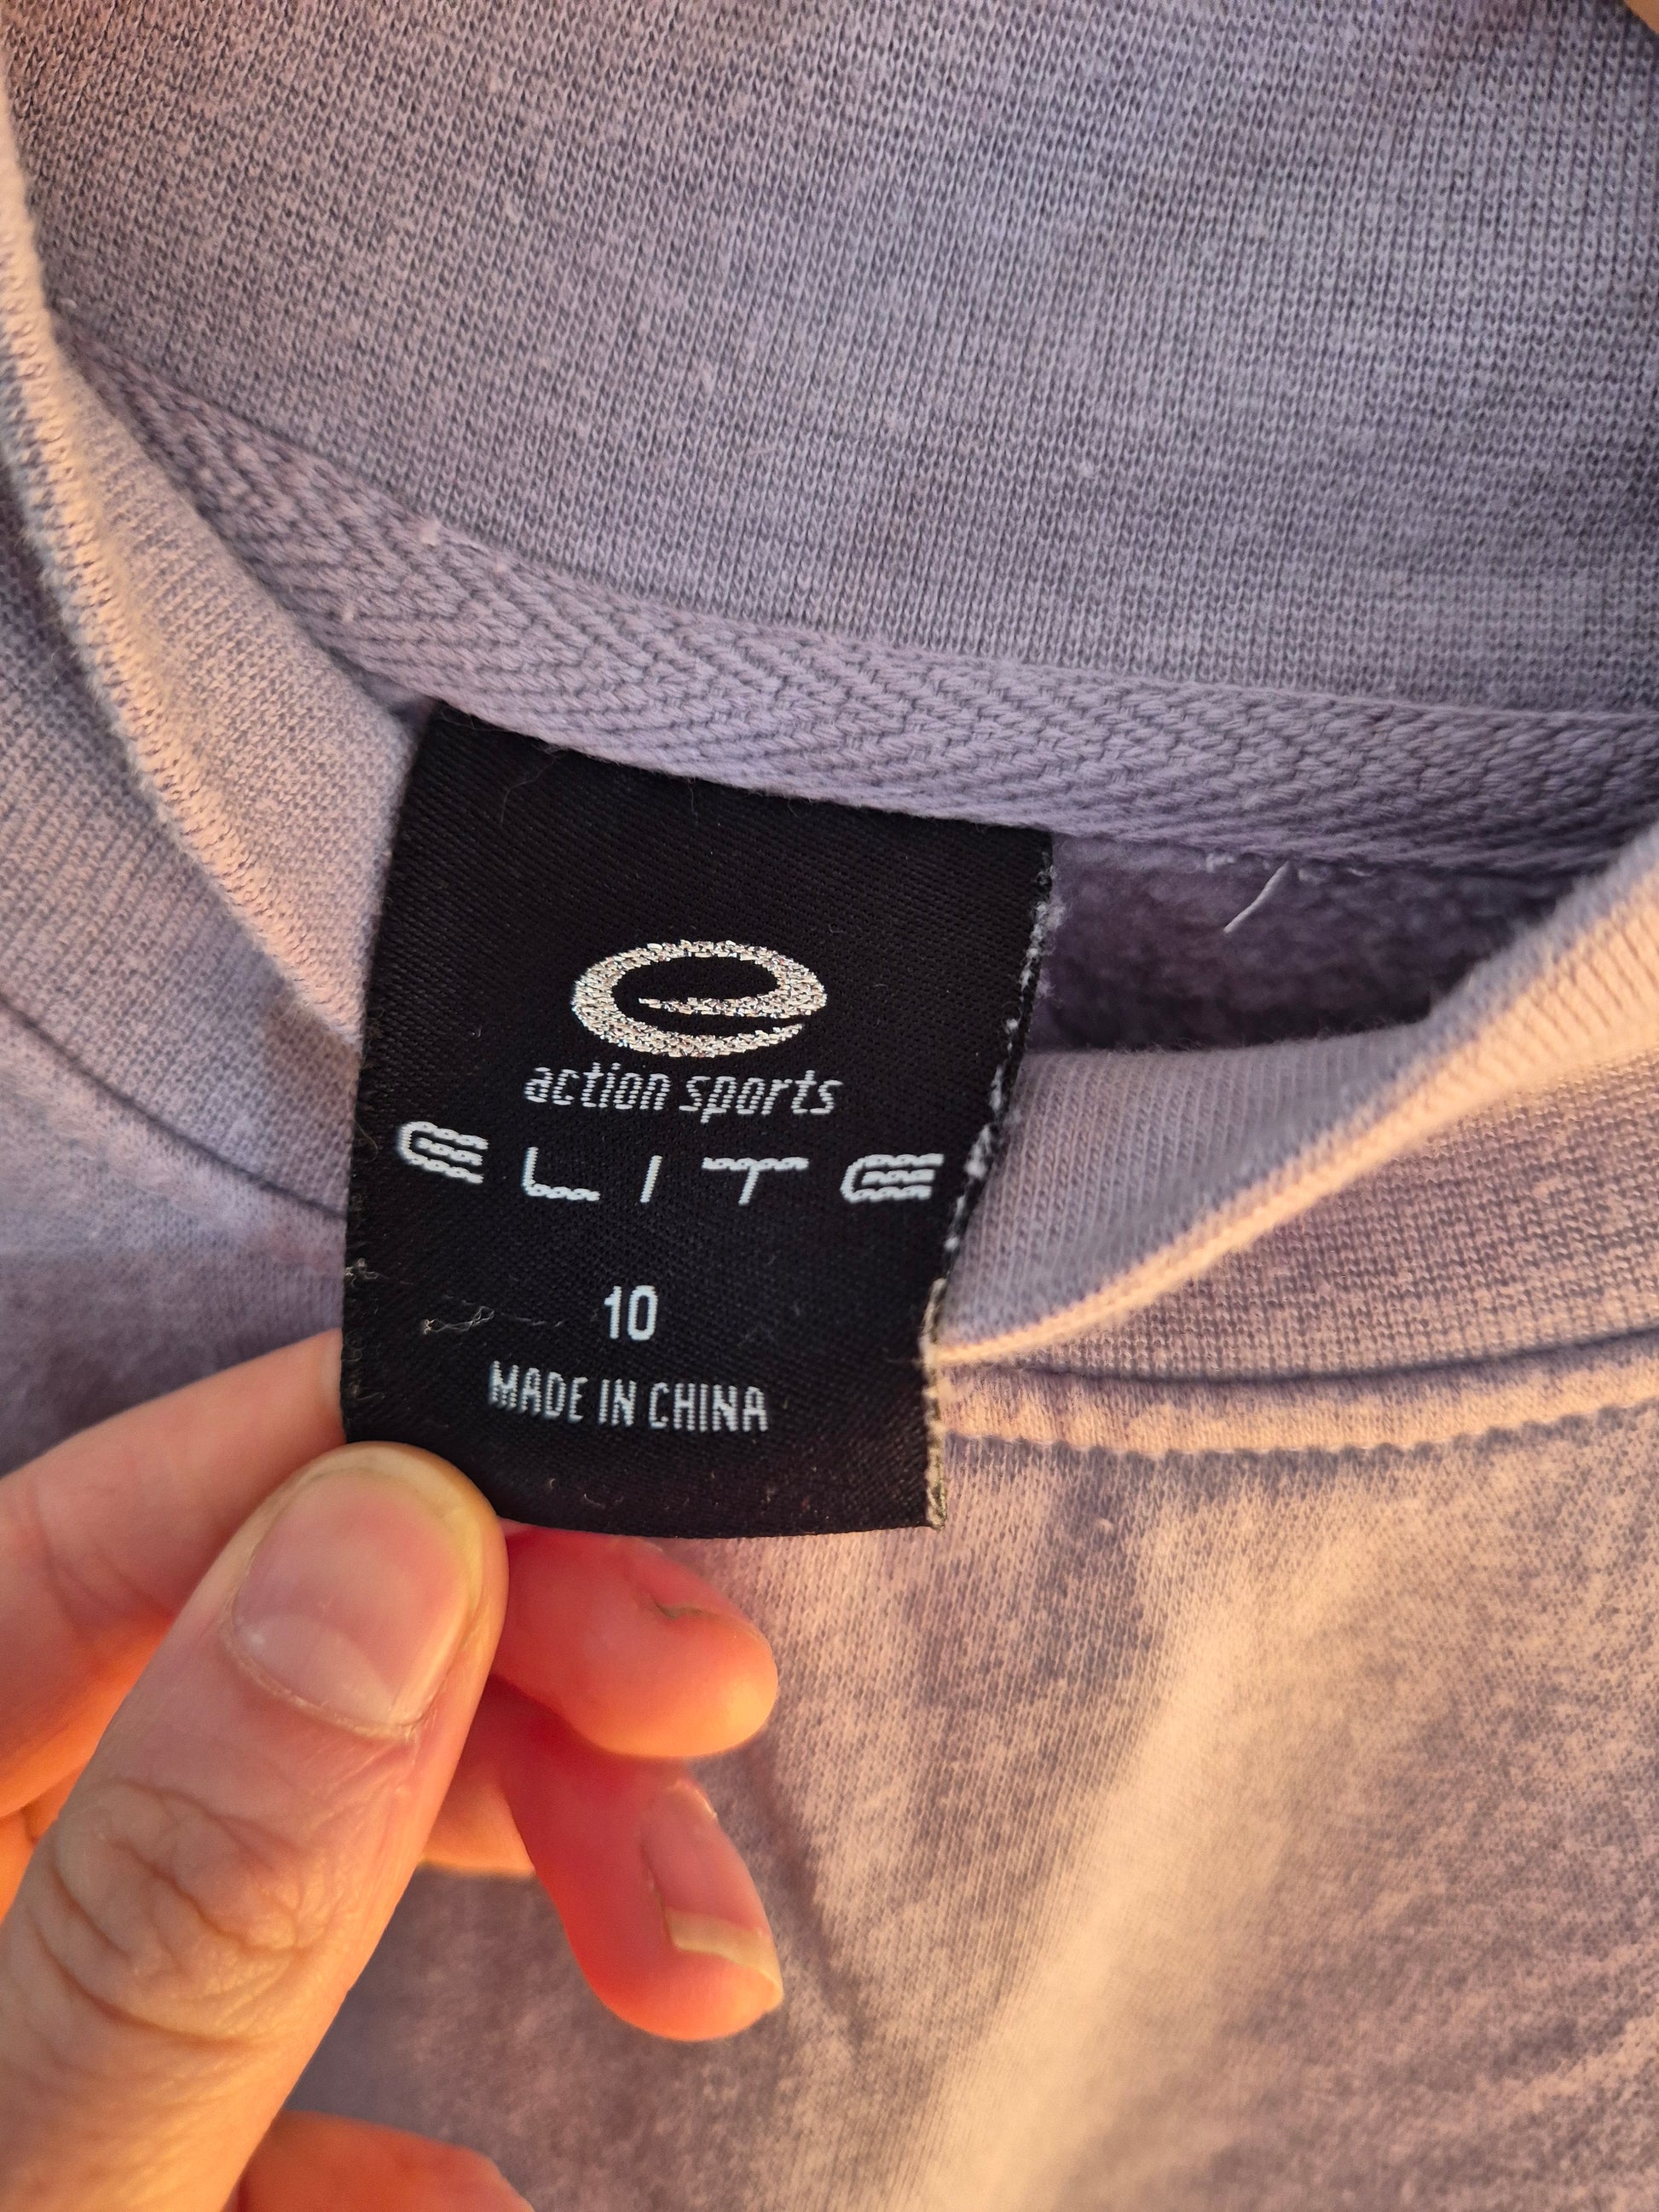 action sports
ELITE
10
MADE IN CHINA